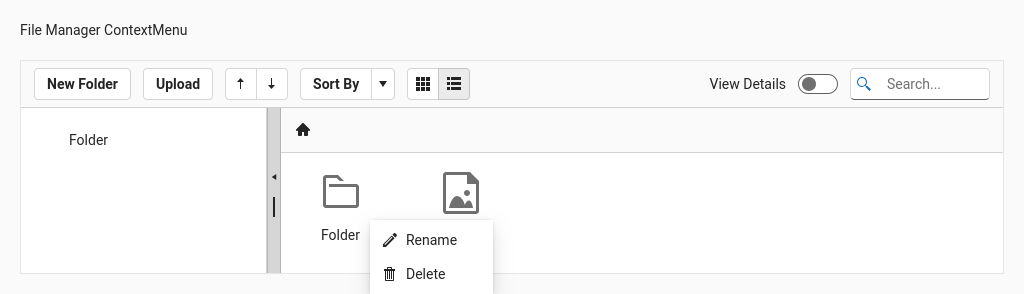 File Manager ContextMenu
New Folder Upload Sort By View Details Search...
Folder
Folder
Rename
Delete